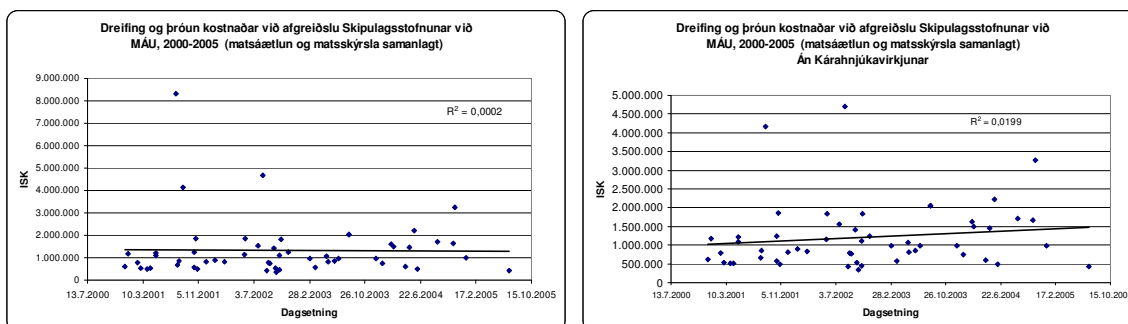 Dreifing og þróun kostnaðar við afgreiðslu Skipulagsstofnunar við
MÁU, 2000-2005 (matsáætlun og matsskýrsla samanlagt)
9.000.000
8.000.000
7.000.000
6.000.000
5.000.000
4.000.000
3.000.000
2.000.000
1.000.000
0
ISK
R² = 0,0002
13.7.2000 10.3.2001 5.11.2001 3.7.2002 28.2.2003 26.10.2003 22.6.2004 17.2.2005 15.10.2005
Dagsetning
Dreifing og þróun kostnaðar við afgreiðslu Skipulagsstofnunar við
MÁU, 2000-2005 (matsáætlun og matsskýrsla samanlagt)
Án Kárahnjúkavirkjunar
5.000.000
4.500.000
4.000.000
3.500.000
3.000.000
2.500.000
2.000.000
1.500.000
1.000.000
500.000
0
ISK
R² = 0,0199
13.7.2000 10.3.2001 5.11.2001 3.7.2002 28.2.2003 26.10.2003 22.6.2004 17.2.2005 15.10.2005
Dagsetning